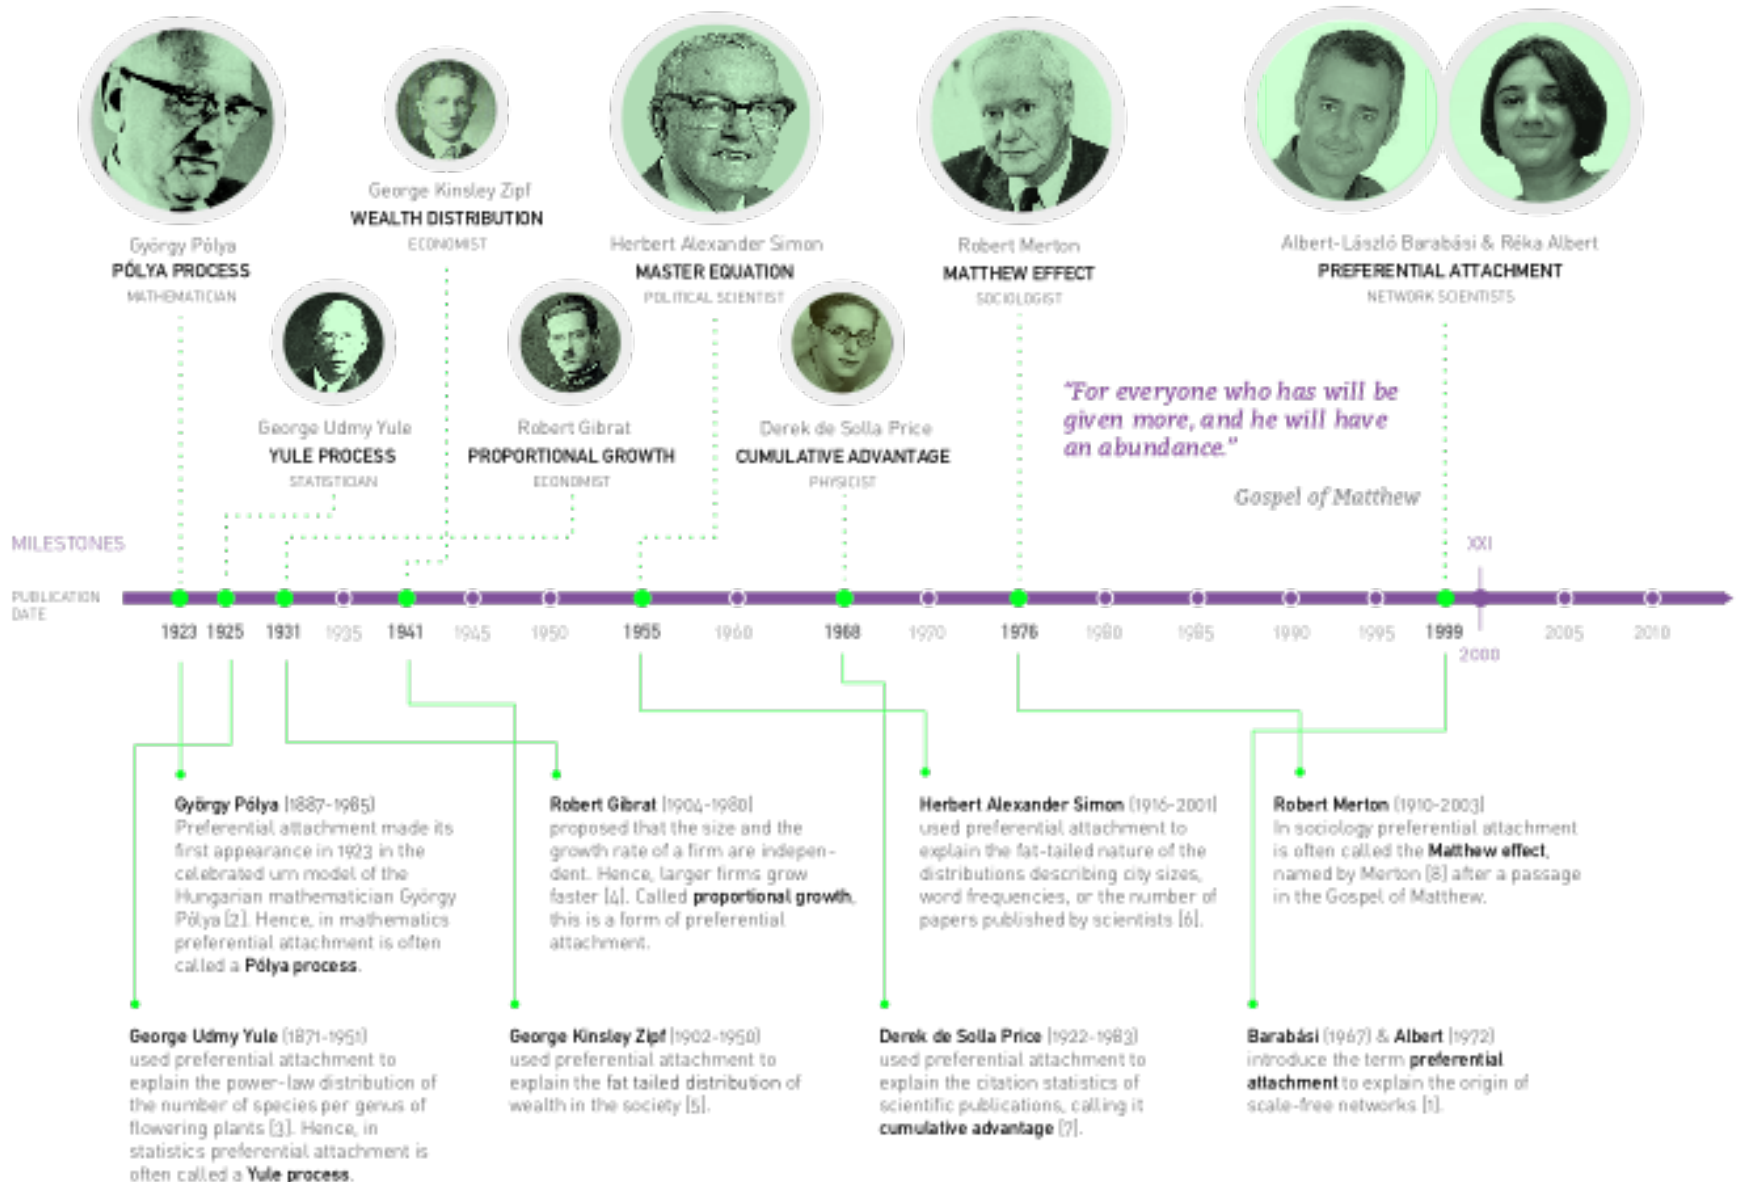 György Pólya
PÓLYA PROCESS
MATHEMATICIAN
George Kinsley Zipf
WEALTH DISTRIBUTION
ECONOMIST
Herbert Alexander Simon
MASTER EQUATION
POLITICAL SCIENTIST
Robert Merton
MATTHEW EFFECT
SOCIOLOGIST
Albert-László Barabási & Réka Albert
PREFERENTIAL ATTACHMENT
NETWORK SCIENTISTS
George Udmy Yule
YULE PROCESS
STATISTICIAN
Robert Gibrat
PROPORTIONAL GROWTH
ECONOMIST
Derek de Solla Price
CUMULATIVE ADVANTAGE
PHYSICIST
“For everyone who has will be
given more, and he will have
an abundance.”
Gospel of Matthew
MILESTONES
XXI
PUBLICATION
DATE
1923 1925 1931 1935 1941 1945 1950 1955 1960 1968 1970 1976 1980 1985 1990 1995 1999 2005 2010
2000
György Pólya (1887-1985)
Preferential attachment made its
first appearance in 1923 in the
celebrated urn model of the
Hungarian mathematician György
Pólya [2]. Hence, in mathematics
preferential attachment is often
called a Pólya process.
Robert Gibrat (1904-1980)
proposed that the size and the
growth rate of a firm are indepen-
dent. Hence, larger firms grow
faster [4]. Called proportional growth,
this is a form of preferential
attachment.
Herbert Alexander Simon (1916-2001)
used preferential attachment to
explain the fat-tailed nature of the
distributions describing city sizes,
word frequencies, or the number of
papers published by scientists [6].
Robert Merton (1910-2003)
In sociology preferential attachment
is often called the Matthew effect,
named by Merton [8] after a passage
in the Gospel of Matthew.
George Udmy Yule (1871-1951)
used preferential attachment to
explain the power-law distribution of
the number of species per genus of
flowering plants [3]. Hence, in
statistics preferential attachment is
often called a Yule process.
George Kinsley Zipf (1902-1950)
used preferential attachment to
explain the fat tailed distribution of
wealth in the society [5].
Derek de Solla Price (1922-1983)
used preferential attachment to
explain the citation statistics of
scientific publications, calling it
cumulative advantage [7].
Barabási (1967) & Albert (1972)
introduce the term preferential
attachment to explain the origin of
scale-free networks [1].